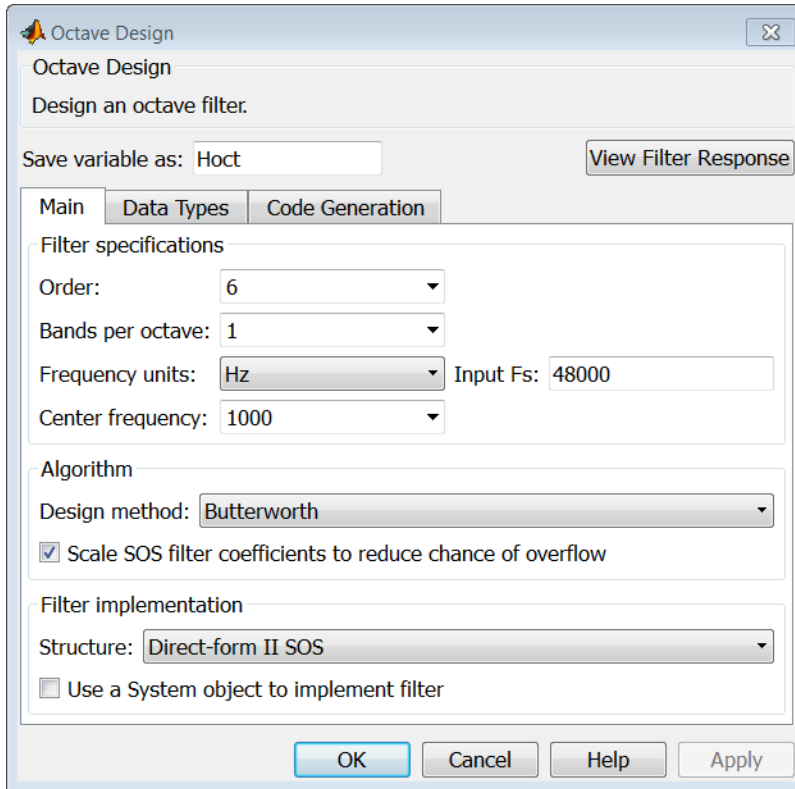 Octave Design
Octave Design
Design an octave filter.
Save variable as: Hoct View Filter Response
Main Data Types Code Generation
Filter specifications
Order: 6
Bands per octave: 1
Frequency units: Hz Input Fs: 48000
Center frequency: 1000
Algorithm
Design method: Butterworth
Scale SOS filter coefficients to reduce chance of overflow
Filter implementation
Structure: Direct-form II SOS
Use a System object to implement filter
OK Cancel Help Apply